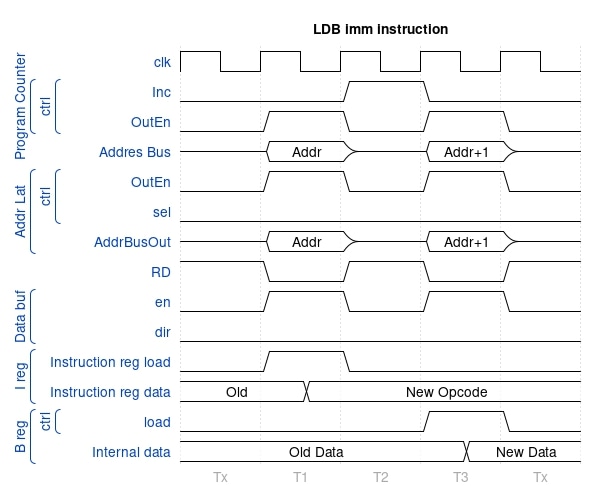 LDB imm instruction
clk
Program Counter
ctrl
Inc
OutEn
Addres Bus
Addr
Addr+1
Addr Lat
ctrl
OutEn
sel
AddrBusOut
Addr
Addr+1
RD
Data buf
en
dir
I reg
Instruction reg load
Instruction reg data
Old
New Opcode
B reg
ctrl
load
Internal data
Old Data
New Data
Tx
T1
T2
T3
Tx